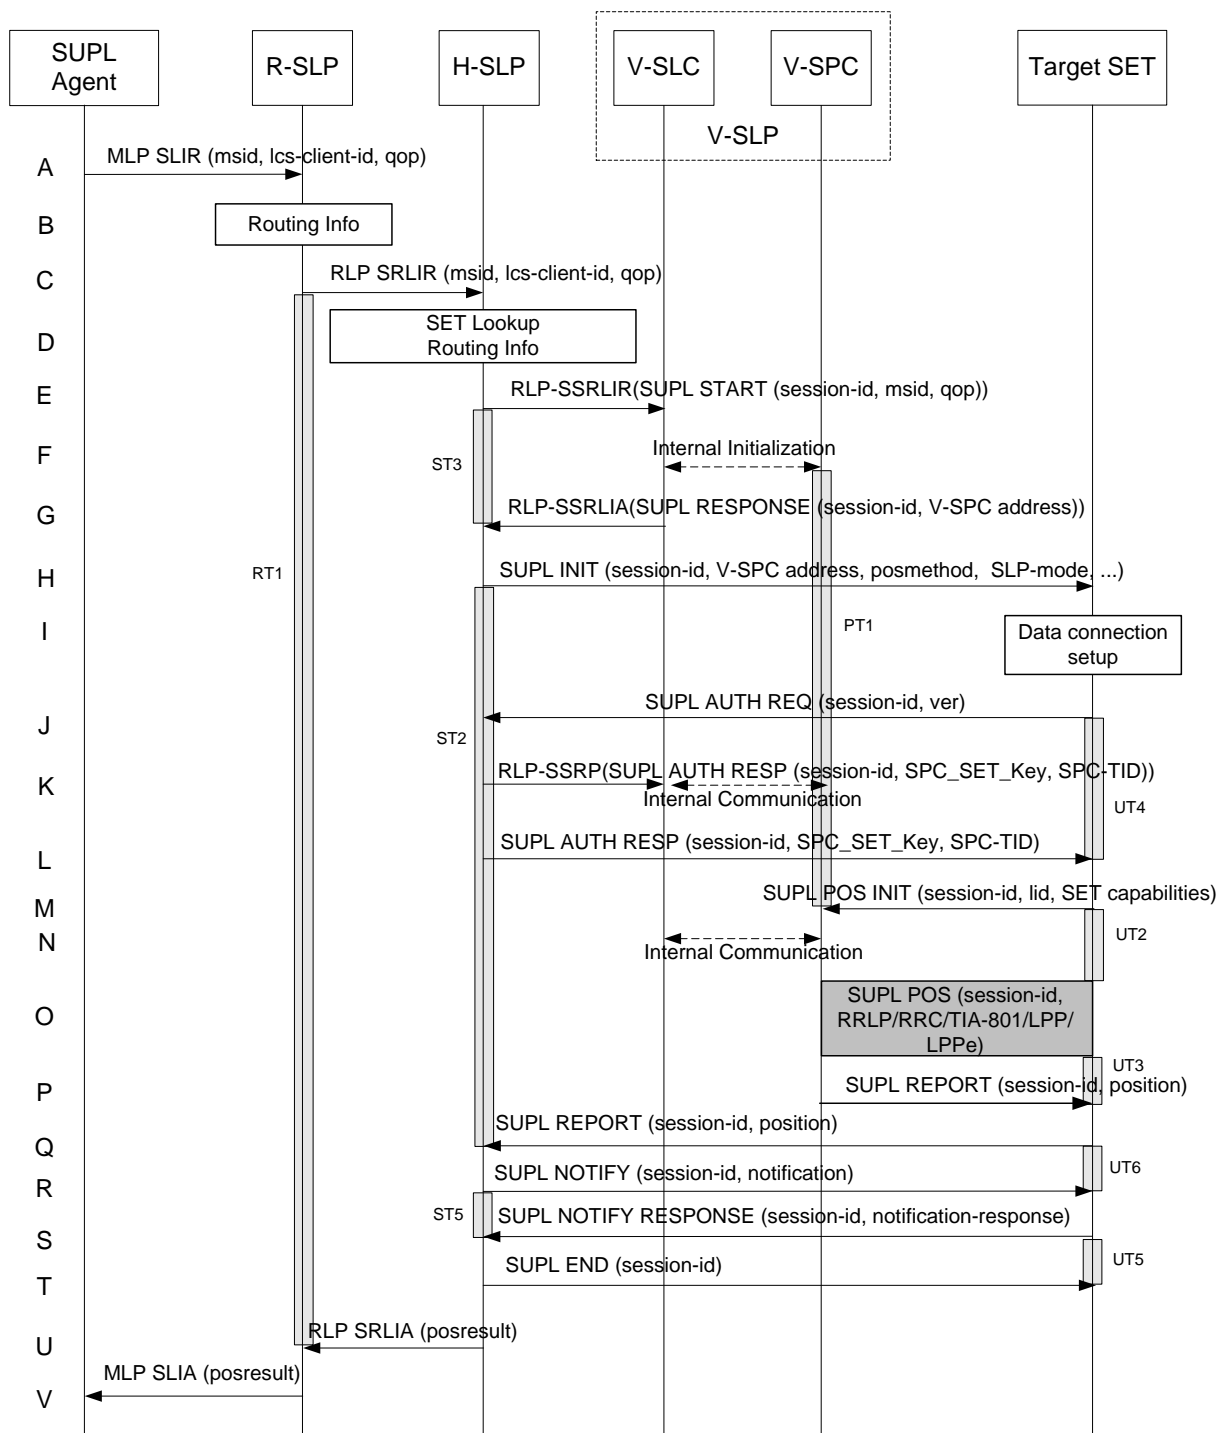 SUPL
Agent
R-SLP
H-SLP
V-SLC
V-SPC
Target SET
V-SLP
A
MLP SLIR (msid, lcs-client-id, qop)
B
Routing Info
C
RLP SRLIR (msid, lcs-client-id, qop)
D
SET Lookup
Routing Info
E
RLP-SSRLIR(SUPL START (session-id, msid, qop))
F
ST3
Internal Initialization
G
RLP-SSRLIA(SUPL RESPONSE (session-id, V-SPC address))
RT1
H
SUPL INIT (session-id, V-SPC address, posmethod, SLP-mode, ...)
I
PT1
Data connection
setup
J
SUPL AUTH REQ (session-id, ver)
ST2
K
RLP-SSRP(SUPL AUTH RESP (session-id, SPC_SET_Key, SPC-TID))
Internal Communication
UT4
L
SUPL AUTH RESP (session-id, SPC_SET_Key, SPC-TID)
M
SUPL POS INIT (session-id, lid, SET capabilities)
N
Internal Communication
UT2
O
SUPL POS (session-id,
RRLP/RRC/TIA-801/LPP/
LPPe)
UT3
P
SUPL REPORT (session-id, position)
Q
SUPL REPORT (session-id, position)
R
SUPL NOTIFY (session-id, notification)
UT6
ST5
S
SUPL NOTIFY RESPONSE (session-id, notification-response)
UT5
T
SUPL END (session-id)
U
RLP SRLIA (posresult)
V
MLP SLIA (posresult)